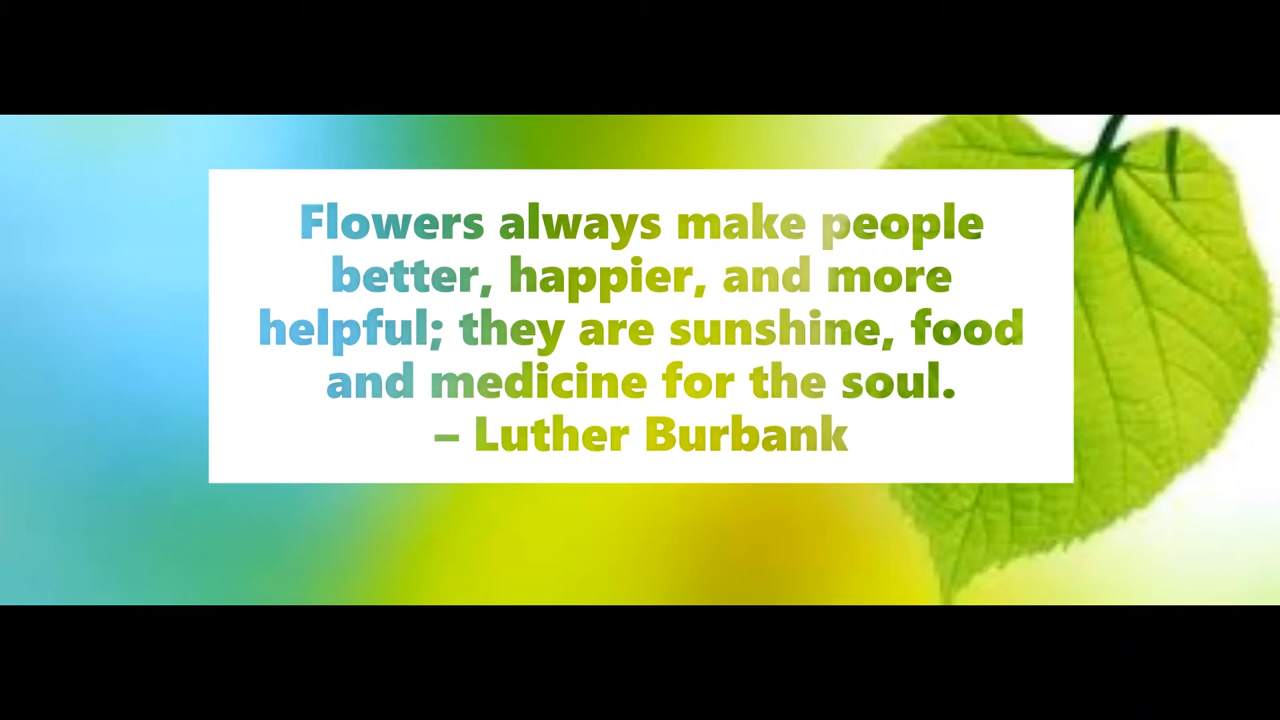 Flowers always make people
better, happier, and more
helpful; they are sunshine, food
and medicine for the soul.
– Luther Burbank